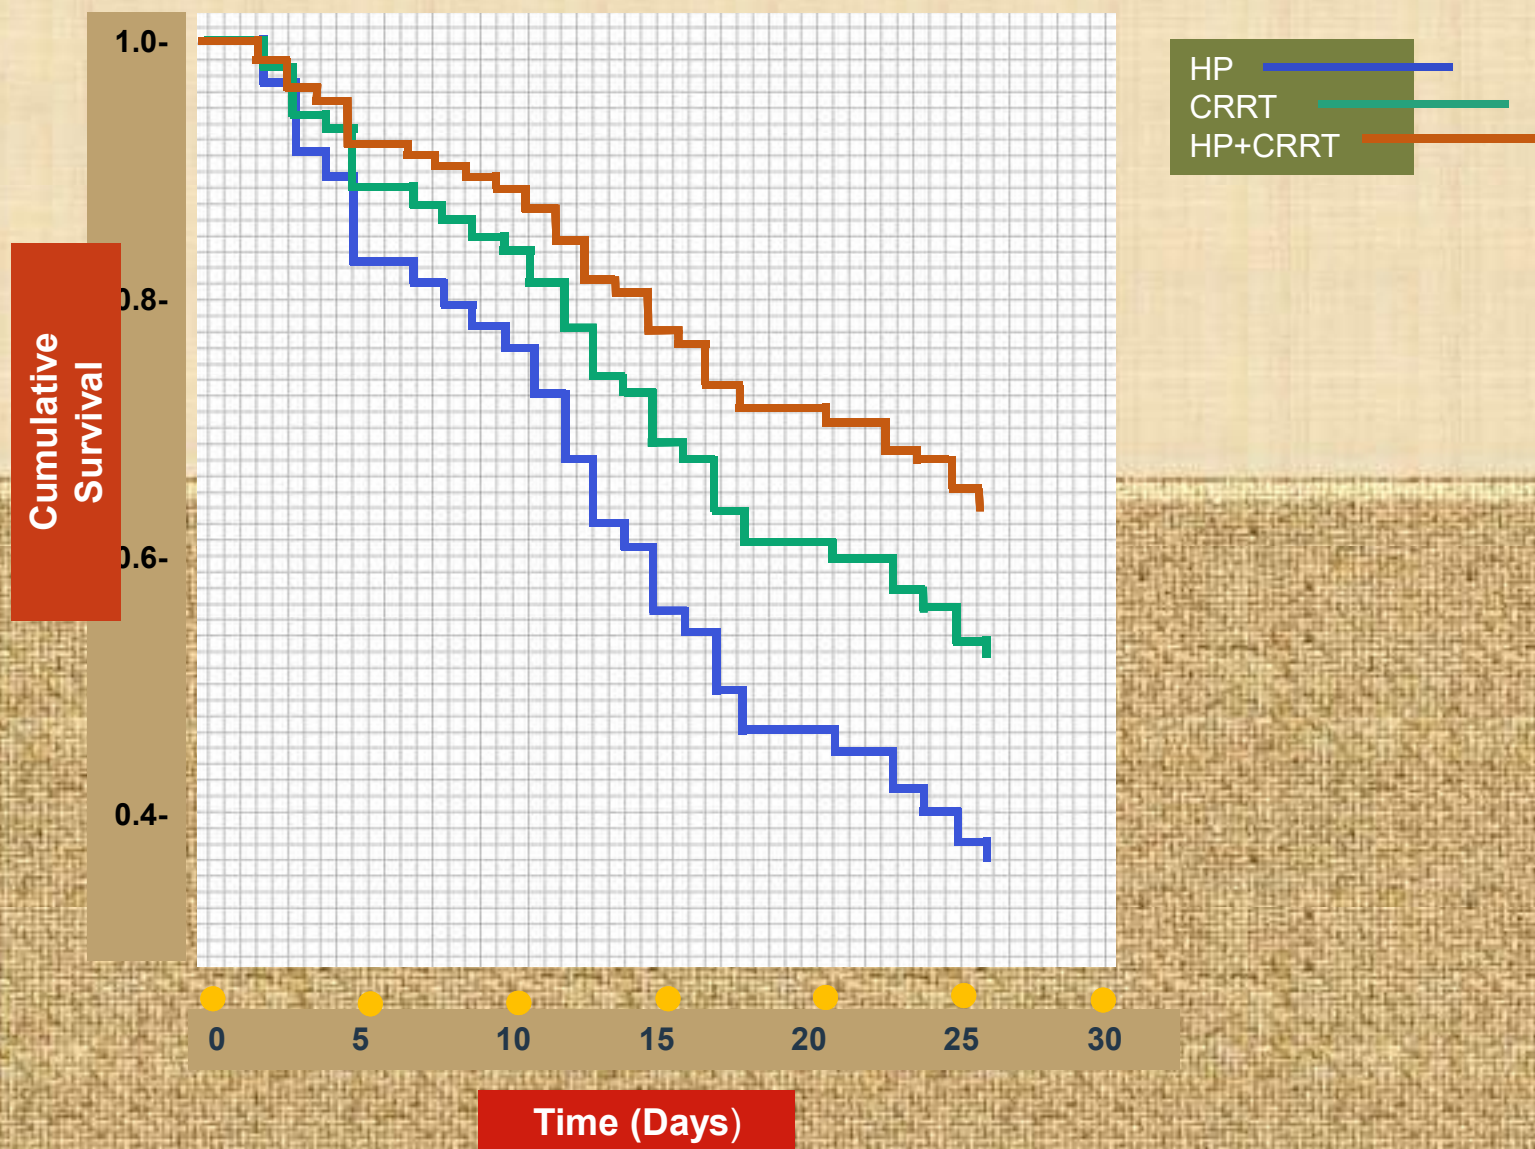 1.0-
HP
CRRT
HP+CRRT
0.8-
Cumulative
Survival
0.6-
0.4-
0 5 10 15 20 25 30
Time (Days)